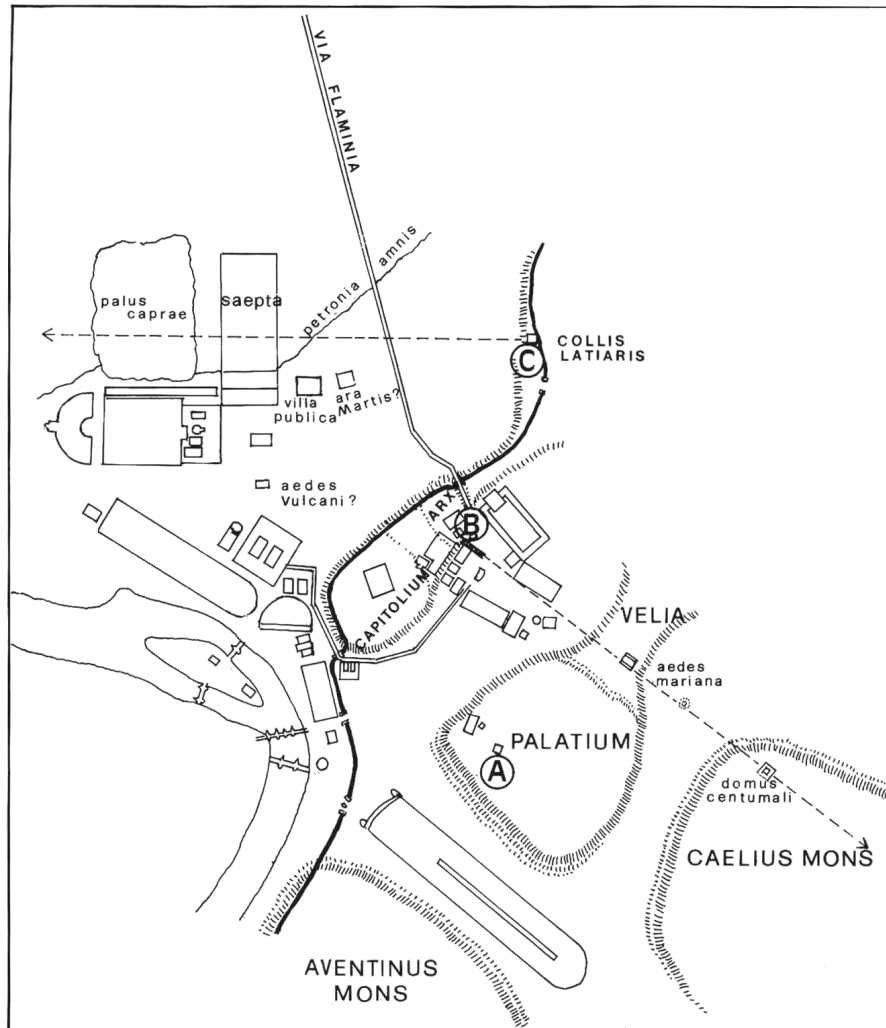 VIA FLAMINIA
petronia amnis
palus
caprae
saepta
COLLIS
LATIARIS
C
villa
publica
ara
Martis?
aedes
Vulcani?
ARX
B
CAPITOLIUM
VELIA
aedes
mariana
PALATIUM
A
domus
centumali
CAELIUS MONS
AVENTINUS
MONS